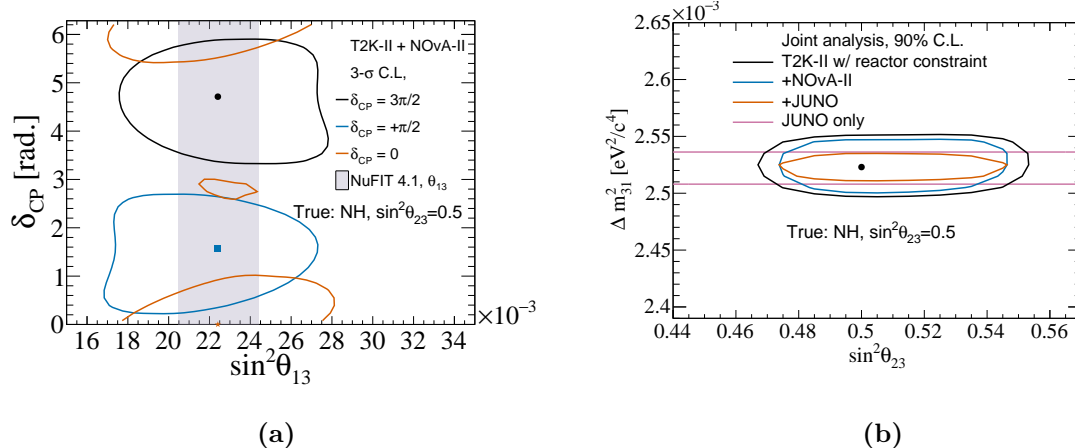 6
5
4
3
2
1
0
δCP [rad.]
16 18 20 22 24 26 28 30 32 34
×10−3
sin2θ13
T2K-II + NOvA-II
3-σ C.L,
δCP = 3π/2
δCP = +π/2
δCP = 0
NuFIT 4.1, θ13
True: NH, sin2θ23=0.5
(a)
×10−3
2.65
2.6
2.55
2.5
2.45
2.4
Δ m231 [eV2/c4]
0.44 0.46 0.48 0.5 0.52 0.54 0.56
sin2θ23
Joint analysis, 90% C.L.
T2K-II w/ reactor constraint
+NOvA-II
+JUNO
JUNO only
True: NH, sin2θ23=0.5
(b)